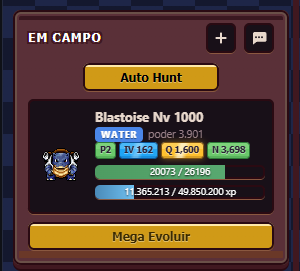 EM CAMPO
Auto Hunt
Blastoise Nv 1000
WATER poder 3.901
P2 IV 162 Q 1,600 N 3,698
20073 / 26196
11.365.213 / 49.850.200 xp
Mega Evoluir